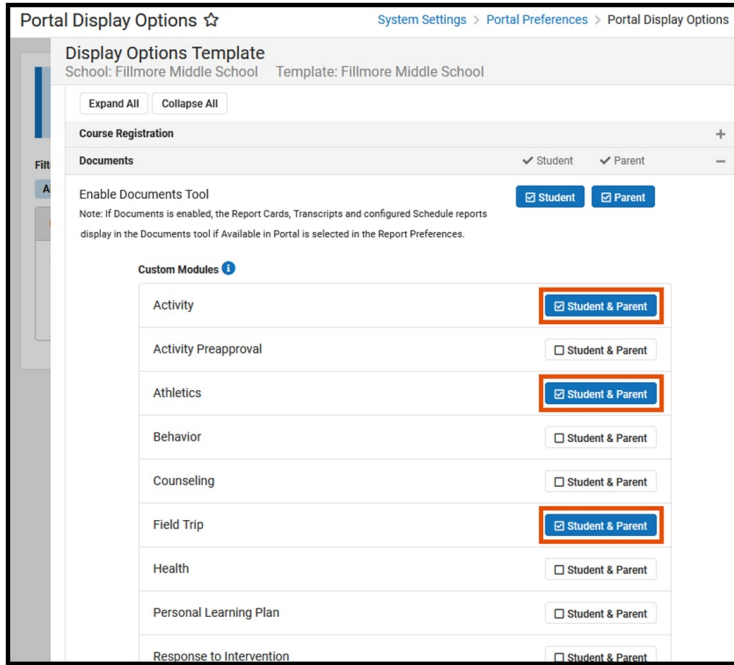 Portal Display Options
System Settings > Portal Preferences > Portal Display Options
Display Options Template
School: Fillmore Middle School Template: Fillmore Middle School
Expand All Collapse All
Course Registration +
Documents Student Parent −
Enable Documents Tool Student Parent
Note: If Documents is enabled, the Report Cards, Transcripts and configured Schedule reports
display in the Documents tool if Available in Portal is selected in the Report Preferences.
Custom Modules
Activity Student & Parent
Activity Preapproval Student & Parent
Athletics Student & Parent
Behavior Student & Parent
Counseling Student & Parent
Field Trip Student & Parent
Health Student & Parent
Personal Learning Plan Student & Parent
Response to Intervention Student & Parent
Filt
A